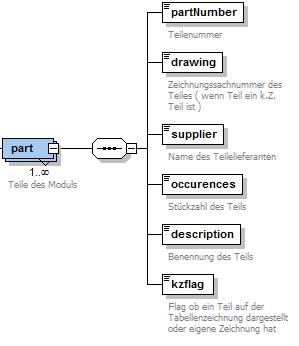 partNumber
Teilenummer
drawing
Zeichnungssachnummer des
Teiles ( wenn Teil ein k.Z.
Teil ist )
supplier
Name des Teilelieferanten
part
1..∞
Teile des Moduls
occurences
Stückzahl des Teils
description
Benennung des Teils
kzflag
Flag ob ein Teil auf der
Tabellenzeichnung dargestellt
oder eigene Zeichnung hat